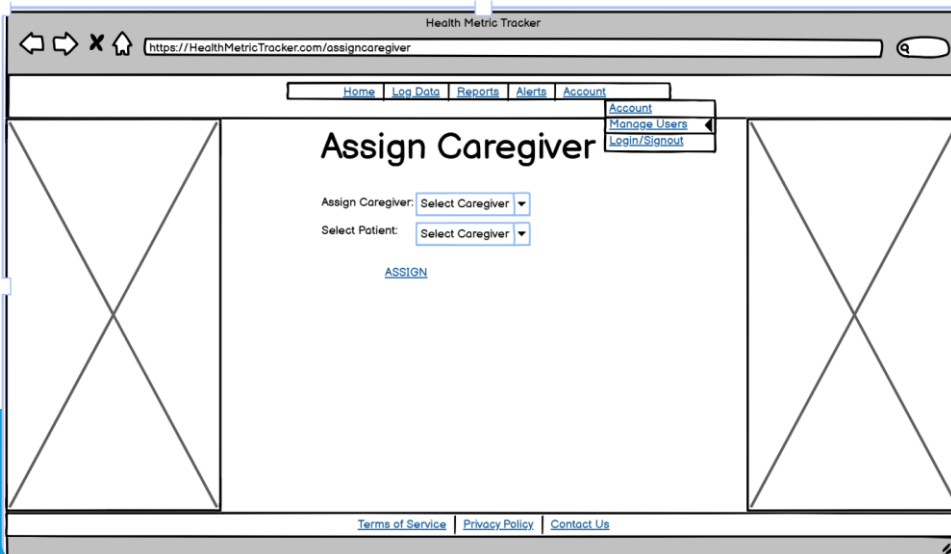 Health Metric Tracker
https://HealthMetricTracker.com/assigncaregiver
Home Log Data Reports Alerts Account
Account
Manage Users
Login/Signout
Assign Caregiver
Assign Caregiver: Select Caregiver
Select Patient: Select Caregiver
ASSIGN
Terms of Service Privacy Policy Contact Us